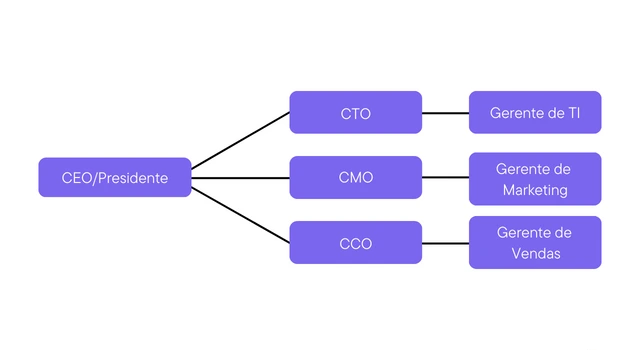 CEO/Presidente
CTO
Gerente de TI
CMO
Gerente de
Marketing
CCO
Gerente de
Vendas